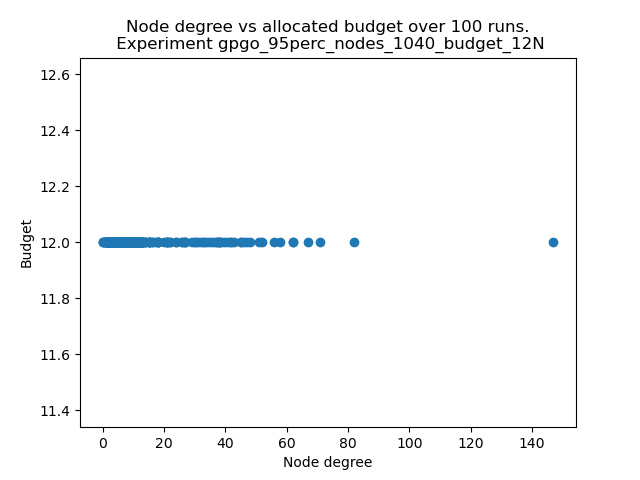 Node degree vs allocated budget over 100 runs.
Experiment gpgo_95perc_nodes_1040_budget_12N
12.6
12.4
12.2
12.0
11.8
11.6
11.4
Budget
0 20 40 60 80 100 120 140
Node degree